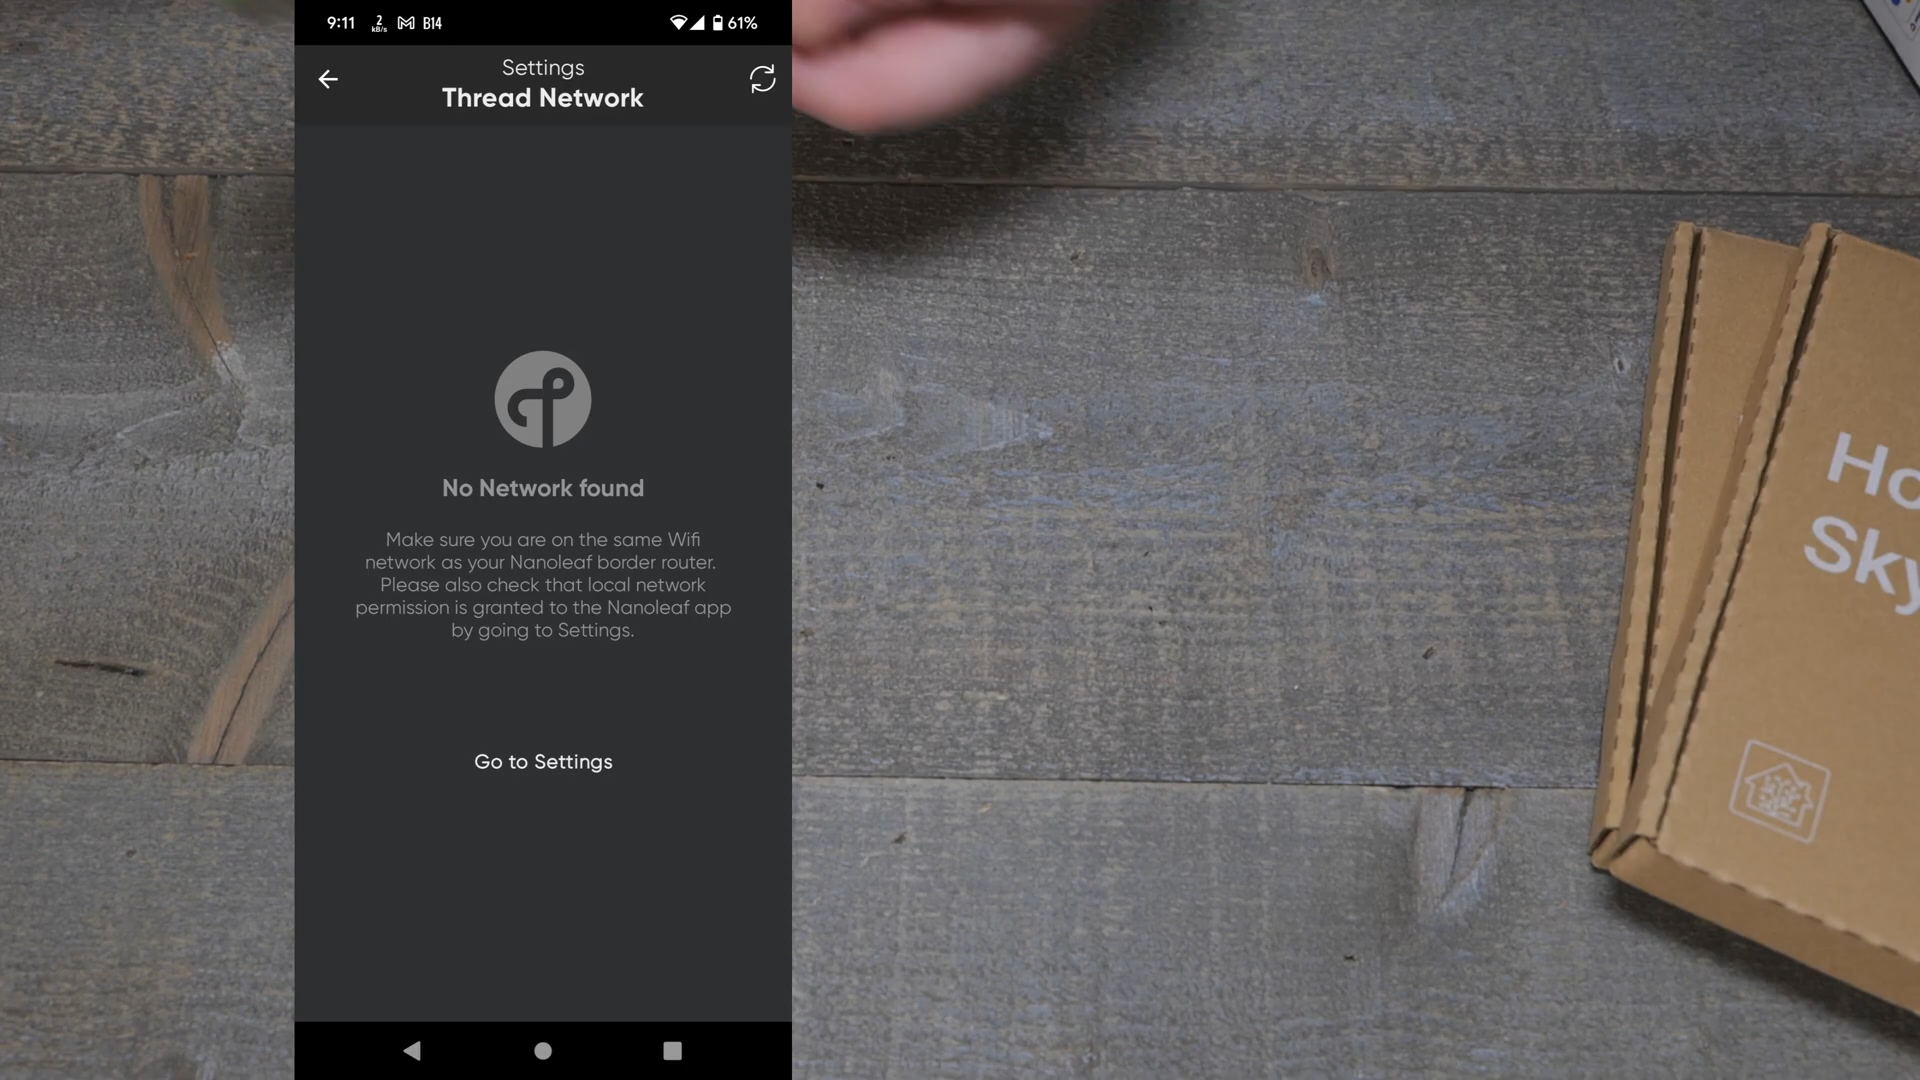 9:11 2 kB/s B14 61%
Settings
Thread Network
No Network found
Make sure you are on the same Wifi
network as your Nanoleaf border router.
Please also check that local network
permission is granted to the Nanoleaf app
by going to Settings.
Go to Settings
Ho
Sky